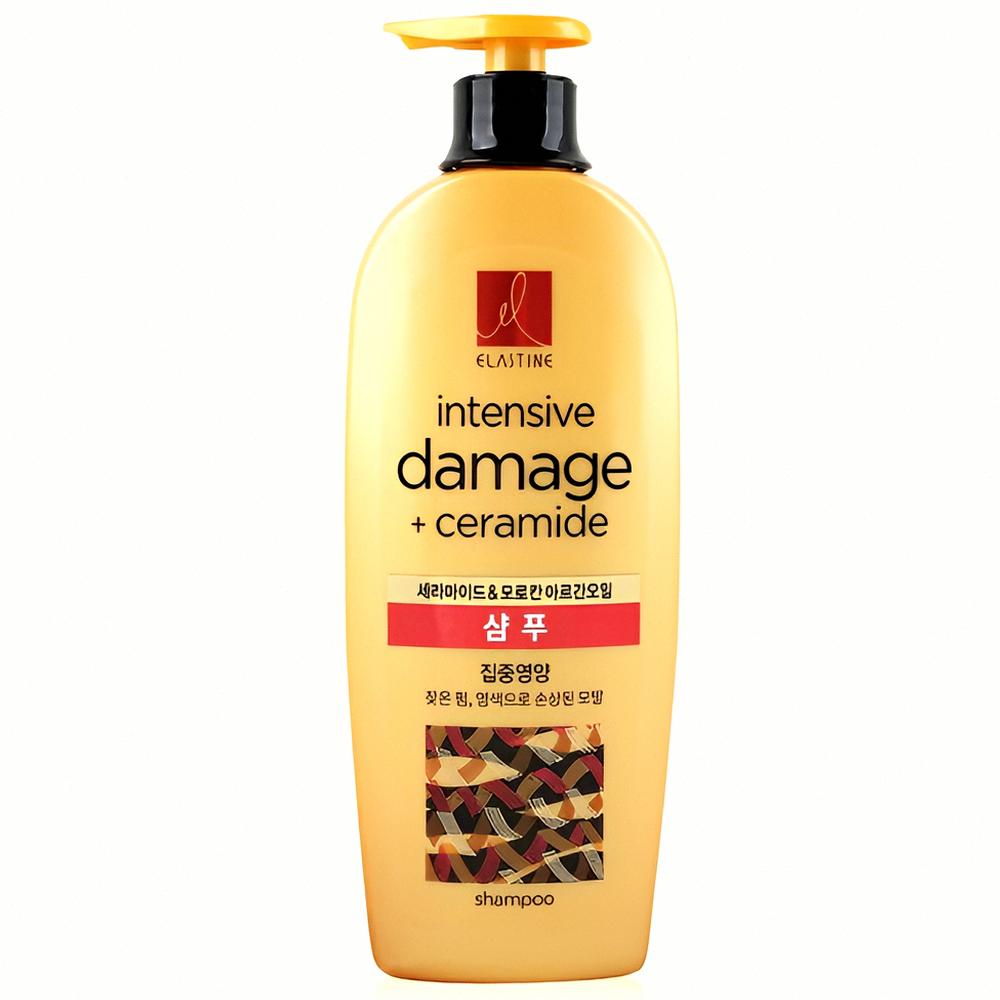 el
ELASTINE
intensive
damage
+ ceramide
세라마이드&모로칸아르간오일
샴푸
집중영양
잦은 펌, 염색으로 손상된 모발
shampoo